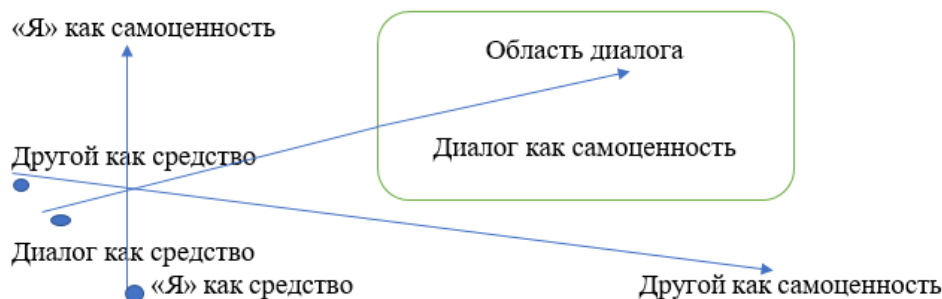 «Я» как самоценность
Область диалога
Диалог как самоценность
Другой как средство
Диалог как средство
«Я» как средство
Другой как самоценность